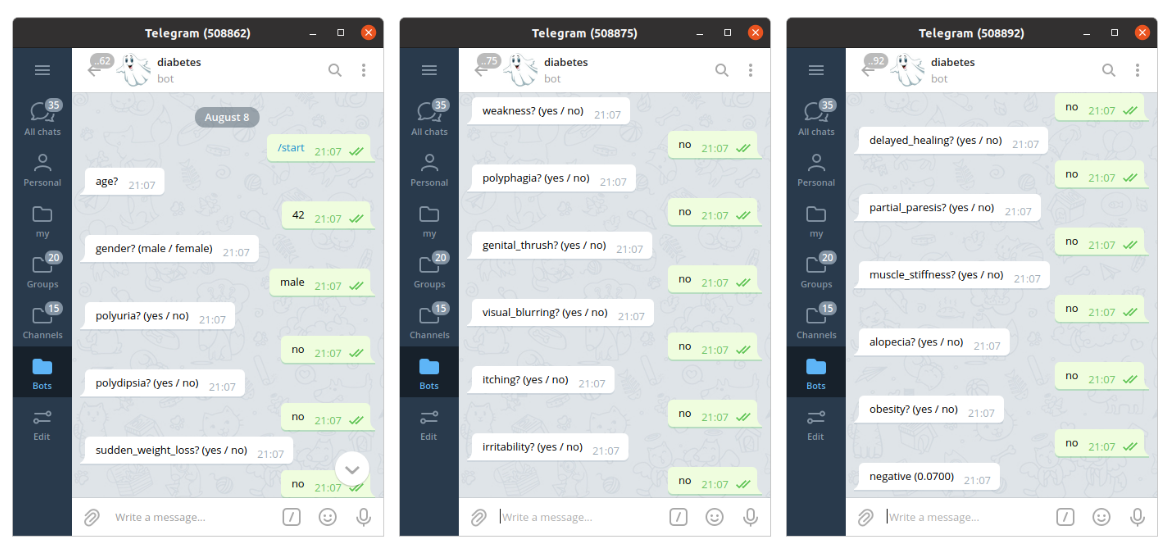 Telegram (508862)
..62
diabetes
bot
35
All chats
Personal
my
20
Groups
15
Channels
Bots
Edit
August 8
/start 21:07
age? 21:07
42 21:07
gender? (male / female) 21:07
male 21:07
polyuria? (yes / no) 21:07
no 21:07
polydipsia? (yes / no) 21:07
no 21:07
sudden_weight_loss? (yes / no) 21:07
no 21:07
Write a message...
Telegram (508875)
..75
diabetes
bot
35
All chats
Personal
my
20
Groups
15
Channels
Bots
Edit
weakness? (yes / no) 21:07
no 21:07
polyphagia? (yes / no) 21:07
no 21:07
genital_thrush? (yes / no) 21:07
no 21:07
visual_blurring? (yes / no) 21:07
no 21:07
itching? (yes / no) 21:07
no 21:07
irritability? (yes / no) 21:07
no 21:07
Write a message...
Telegram (508892)
..92
diabetes
bot
35
All chats
Personal
my
20
Groups
15
Channels
Bots
Edit
no 21:07
delayed_healing? (yes / no) 21:07
no 21:07
partial_paresis? (yes / no) 21:07
no 21:07
muscle_stiffness? (yes / no) 21:07
no 21:07
alopecia? (yes / no) 21:07
no 21:07
obesity? (yes / no) 21:07
no 21:07
negative (0.0700) 21:07
Write a message...